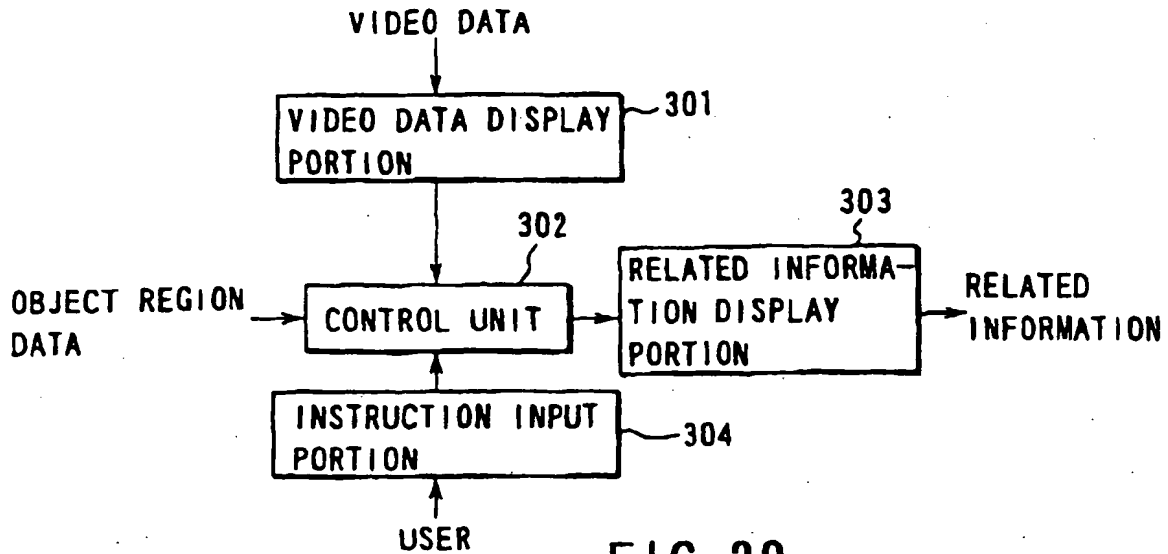 VIDEO DATA
VIDEO DATA DISPLAY
PORTION
301
302
303
OBJECT REGION
DATA
CONTROL UNIT
RELATED INFORMA-
TION DISPLAY
PORTION
RELATED
INFORMATION
INSTRUCTION INPUT
PORTION
304
USER